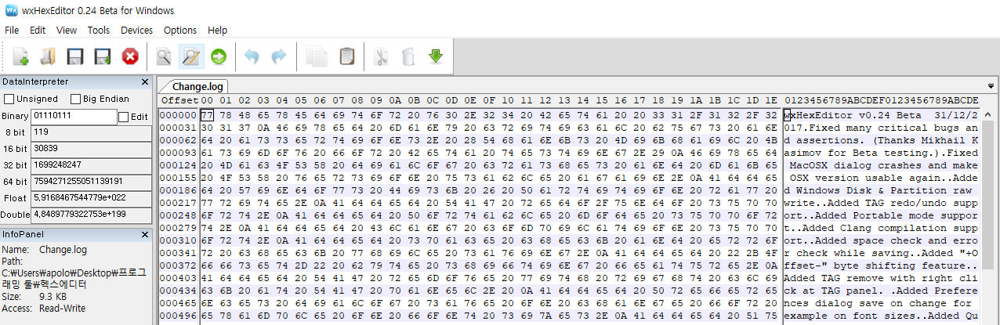 wxHexEditor 0.24 Beta for Windows
File Edit View Tools Devices Options Help
DataInterpreter
Unsigned Big Endian
Binary 01110111 Edit
8 bit 119
16 bit 30839
32 bit 1699248247
64 bit 7594271255051139191
Float 5,9168467544779e+022
Double 4,8489779322753e+199
InfoPanel
Name: Change.log
Path:
C:₩Users₩apolo₩Desktop₩프로그
래밍 툴₩헥스에디터
Size: 9.3 KB
Access: Read-Write
Change.log
Offset 00 01 02 03 04 05 06 07 08 09 0A 0B 0C 0D 0E 0F 10 11 12 13 14 15 16 17 18 19 1A 1B 1C 1D 1E 0123456789ABCDEF0123456789ABCDE
000000 77 78 48 65 78 45 64 69 74 6F 72 20 76 30 2E 32 34 20 42 65 74 61 20 20 33 31 2F 31 32 2F 32 wxHexEditor v0.24 Beta  31/12/2
000031 30 31 37 0A 46 69 78 65 64 20 6D 61 6E 79 20 63 72 69 74 69 63 61 6C 20 62 75 67 73 20 61 6E 017.Fixed many critical bugs an
000062 64 20 61 73 73 65 72 74 69 6F 6E 73 2E 20 28 54 68 61 6E 6B 73 20 4D 69 6B 68 61 69 6C 20 4B d assertions. (Thanks Mikhail K
000093 61 73 69 6D 6F 76 20 66 6F 72 20 42 65 74 61 20 74 65 73 74 69 6E 67 2E 29 0A 46 69 78 65 64 asimov for Beta testing.).Fixed
000124 20 4D 61 63 4F 53 58 20 64 69 61 6C 6F 67 20 63 72 61 73 68 65 73 20 61 6E 64 20 6D 61 6B 65 MacOSX dialog crashes and make
000155 20 4F 53 58 20 76 65 72 73 69 6F 6E 20 75 73 61 62 6C 65 20 61 67 61 69 6E 2E 0A 41 64 64 65 OSX version usable again..Adde
000186 64 20 57 69 6E 64 6F 77 73 20 44 69 73 6B 20 26 20 50 61 72 74 69 74 69 6F 6E 20 72 61 77 20 d Windows Disk & Partition raw
000217 77 72 69 74 65 2E 0A 41 64 64 65 64 20 54 41 47 20 72 65 64 6F 2F 75 6E 64 6F 20 73 75 70 70 write..Added TAG redo/undo supp
000248 6F 72 74 2E 0A 41 64 64 65 64 20 50 6F 72 74 61 62 6C 65 20 6D 6F 64 65 20 73 75 70 70 6F 72 ort..Added Portable mode suppor
000279 74 2E 0A 41 64 64 65 64 20 43 6C 61 6E 67 20 63 6F 6D 70 69 6C 61 74 69 6F 6E 20 73 75 70 70 t..Added Clang compilation supp
000310 6F 72 74 2E 0A 41 64 64 65 64 20 73 70 61 63 65 20 63 68 65 63 6B 20 61 6E 64 20 65 72 72 6F ort..Added space check and erro
000341 72 20 63 68 65 63 6B 20 77 68 69 6C 65 20 73 61 76 69 6E 67 2E 0A 41 64 64 65 64 20 22 2B 4F r check while saving..Added "+O
000372 66 66 73 65 74 2D 22 20 62 79 74 65 20 73 68 69 66 74 69 6E 67 20 66 65 61 74 75 72 65 2E 0A ffset-" byte shifting feature..
000403 41 64 64 65 64 20 54 41 47 20 72 65 6D 6F 76 65 20 77 69 74 68 20 72 69 67 68 74 20 63 6C 69 Added TAG remove with right cli
000434 63 6B 20 61 74 20 54 41 47 20 70 61 6E 65 6C 2E 20 0A 41 64 64 65 64 20 50 72 65 66 65 72 65 ck at TAG panel. .Added Prefere
000465 6E 63 65 73 20 64 69 61 6C 6F 67 20 73 61 76 65 20 6F 6E 20 63 68 61 6E 67 65 20 66 6F 72 20 nces dialog save on change for
000496 65 78 61 6D 70 6C 65 20 6F 6E 20 66 6F 6E 74 20 73 69 7A 65 73 2E 0A 41 64 64 65 64 20 51 75 example on font sizes..Added Qu